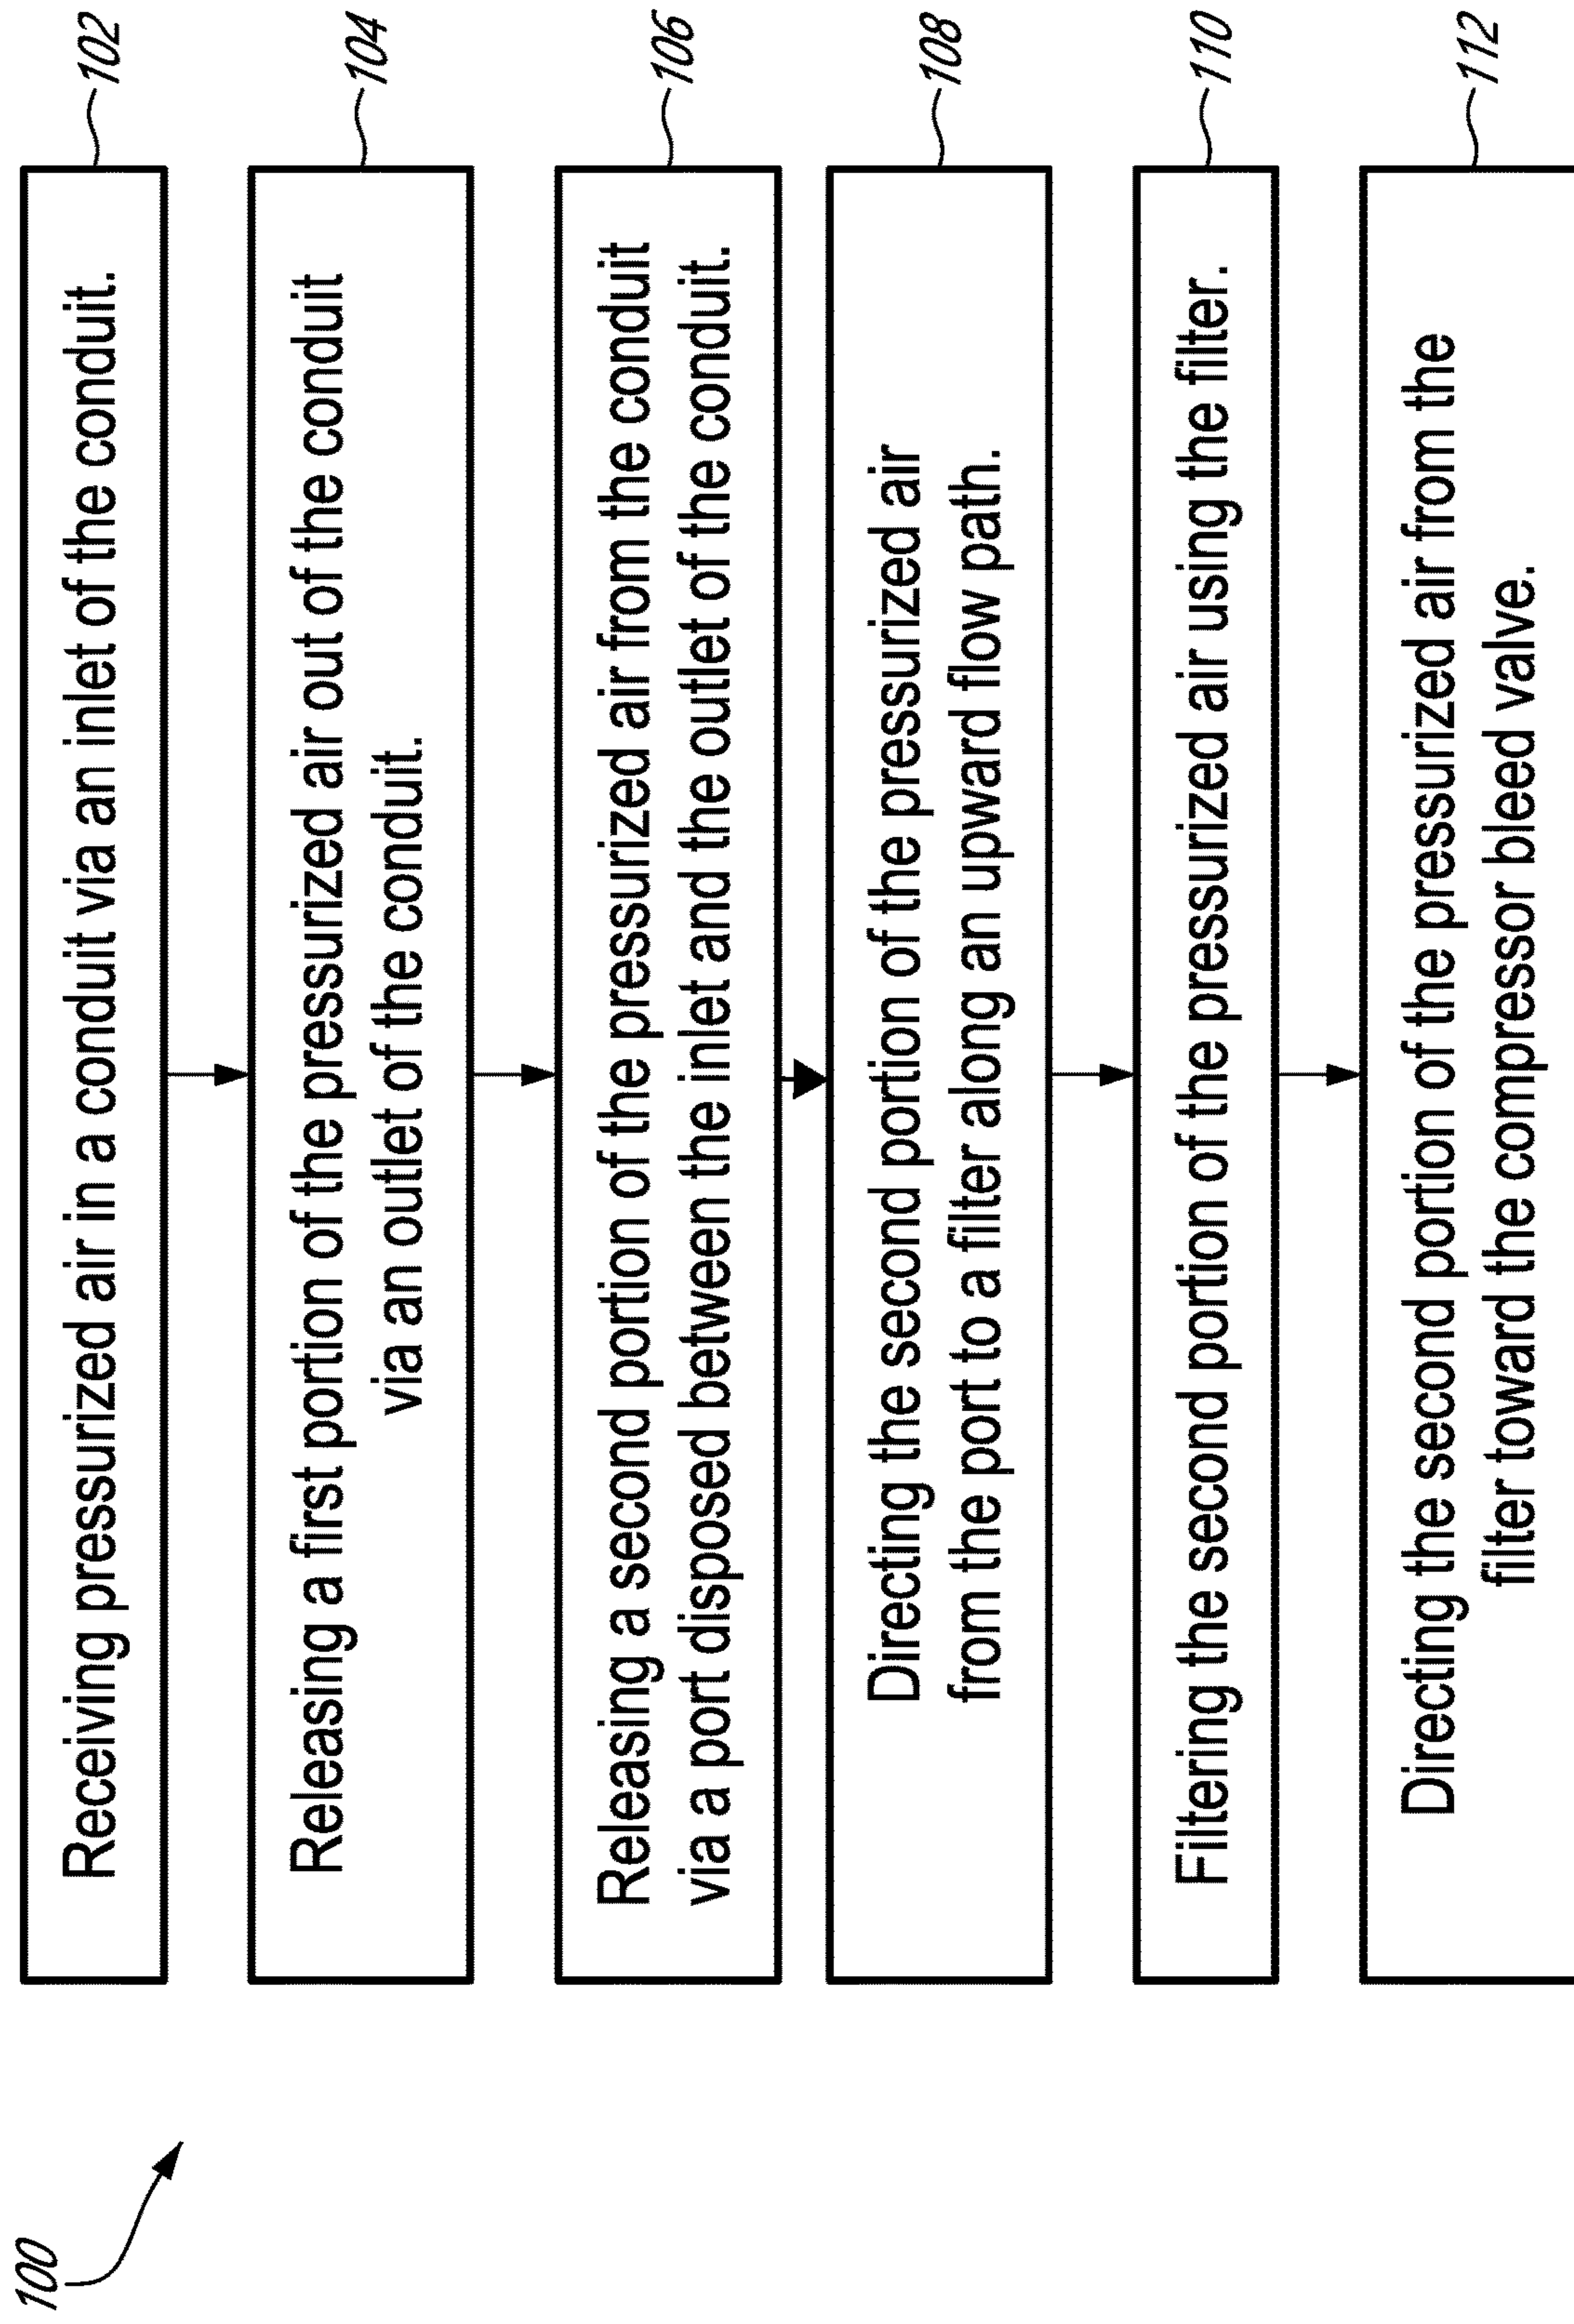 100
Receiving pressurized air in a conduit via an inlet of the conduit.
102
Releasing a first portion of the pressurized air out of the conduit
via an outlet of the conduit.
104
Releasing a second portion of the pressurized air from the conduit
via a port disposed between the inlet and the outlet of the conduit.
106
Directing the second portion of the pressurized air
from the port to a filter along an upward flow path.
108
Filtering the second portion of the pressurized air using the filter.
110
Directing the second portion of the pressurized air from the
filter toward the compressor bleed valve.
112